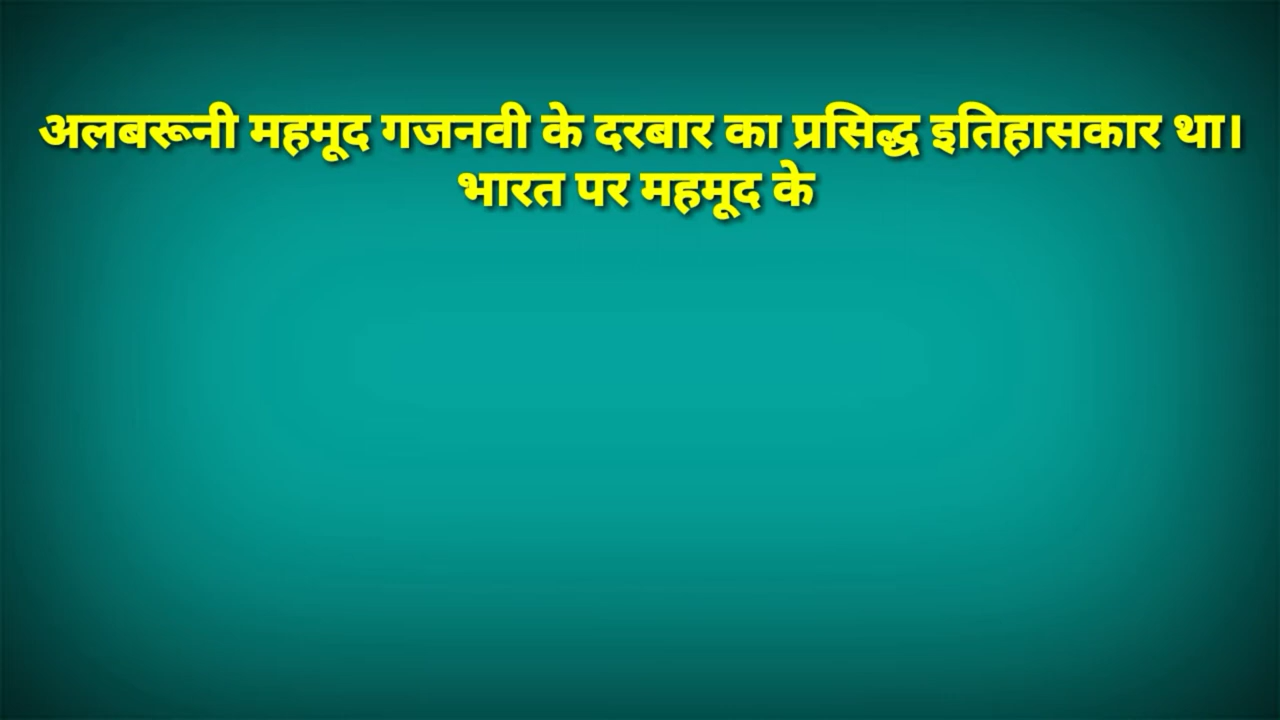 अलबरूनी महमूद गजनवी के दरबार का प्रसिद्ध इतिहासकार था।
भारत पर महमूद के